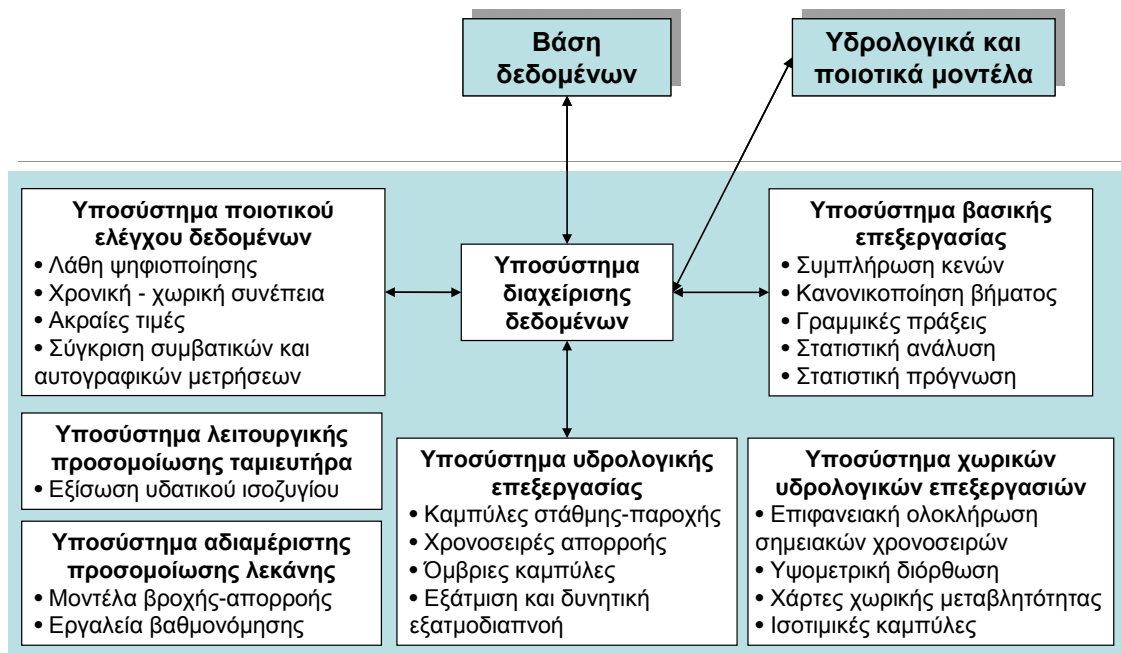 Βάση
δεδομένων
Υδρολογικά και
ποιοτικά μοντέλα
Υποσύστημα ποιοτικού
ελέγχου δεδομένων
• Λάθη ψηφιοποίησης
• Χρονική - χωρική συνέπεια
• Ακραίες τιμές
• Σύγκριση συμβατικών και
αυτογραφικών μετρήσεων
Υποσύστημα
διαχείρισης
δεδομένων
Υποσύστημα βασικής
επεξεργασίας
• Συμπλήρωση κενών
• Κανονικοποίηση βήματος
• Γραμμικές πράξεις
• Στατιστική ανάλυση
• Στατιστική πρόγνωση
Υποσύστημα λειτουργικής
προσομοίωσης ταμιευτήρα
• Εξίσωση υδατικού ισοζυγίου
Υποσύστημα αδιαμέριστης
προσομοίωσης λεκάνης
• Μοντέλα βροχής-απορροής
• Εργαλεία βαθμονόμησης
Υποσύστημα υδρολογικής
επεξεργασίας
• Καμπύλες στάθμης-παροχής
• Χρονοσειρές απορροής
• Όμβριες καμπύλες
• Εξάτμιση και δυνητική
εξατμοδιαπνοή
Υποσύστημα χωρικών
υδρολογικών επεξεργασιών
• Επιφανειακή ολοκλήρωση
σημειακών χρονοσειρών
• Υψομετρική διόρθωση
• Χάρτες χωρικής μεταβλητότητας
• Ισοτιμικές καμπύλες